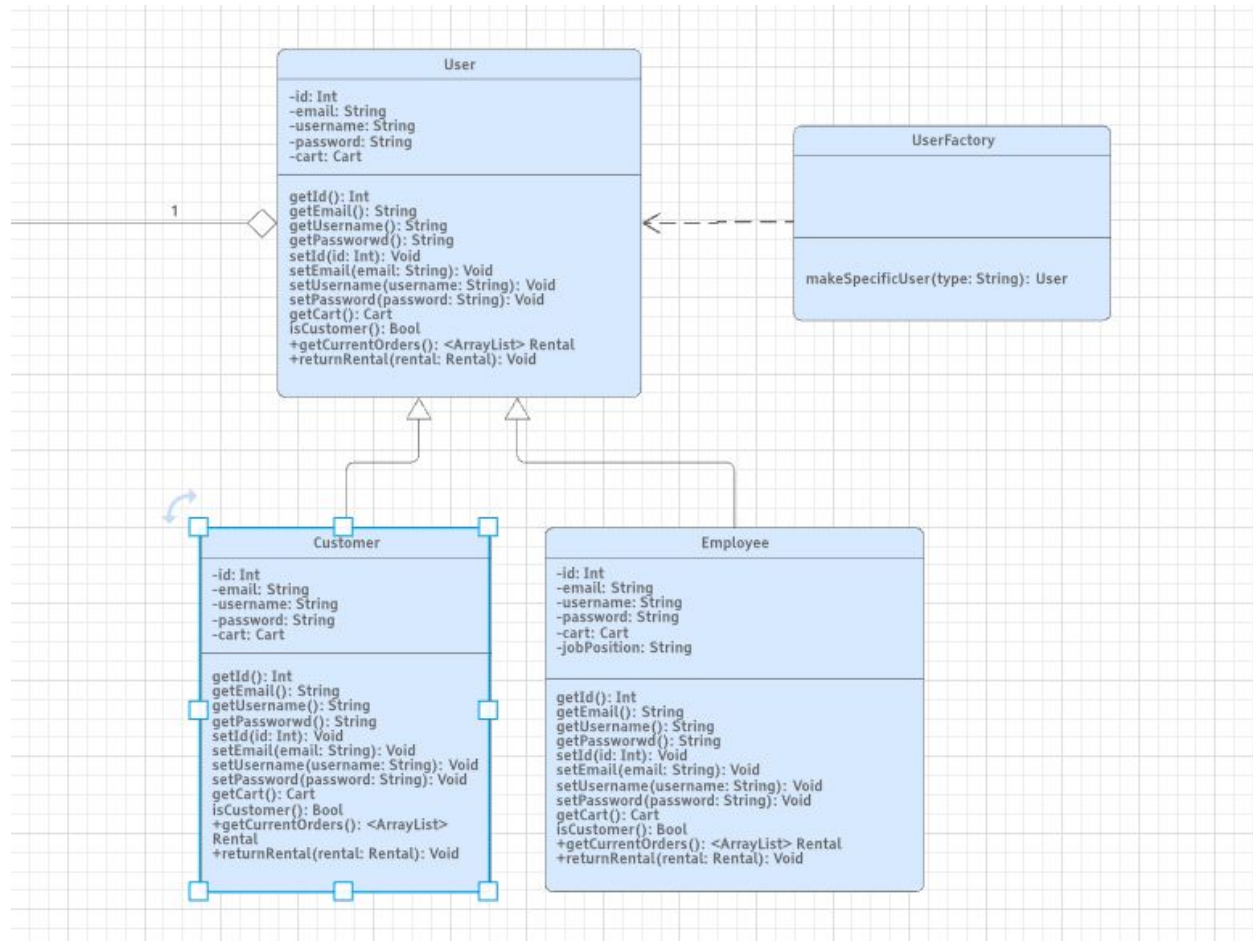 User
-id: Int
-email: String
-username: String
-password: String
-cart: Cart
getId(): Int
getEmail(): String
getUsername(): String
getPassworwd(): String
setId(id: Int): Void
setEmail(email: String): Void
setUsername(username: String): Void
setPassword(password: String): Void
getCart(): Cart
isCustomer(): Bool
+getCurrentOrders(): <ArrayList> Rental
+returnRental(rental: Rental): Void
1
UserFactory
makeSpecificUser(type: String): User
Customer
-id: Int
-email: String
-username: String
-password: String
-cart: Cart
getId(): Int
getEmail(): String
getUsername(): String
getPassworwd(): String
setId(id: Int): Void
setEmail(email: String): Void
setUsername(username: String): Void
setPassword(password: String): Void
getCart(): Cart
isCustomer(): Bool
+getCurrentOrders(): <ArrayList>
Rental
+returnRental(rental: Rental): Void
Employee
-id: Int
-email: String
-username: String
-password: String
-cart: Cart
-jobPosition: String
getId(): Int
getEmail(): String
getUsername(): String
getPassworwd(): String
setId(id: Int): Void
setEmail(email: String): Void
setUsername(username: String): Void
setPassword(password: String): Void
getCart(): Cart
isCustomer(): Bool
+getCurrentOrders(): <ArrayList> Rental
+returnRental(rental: Rental): Void